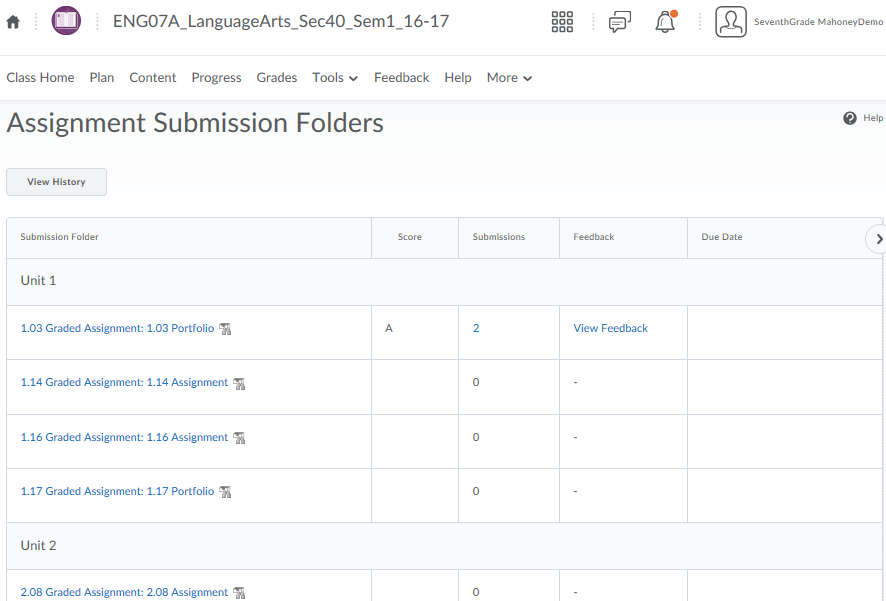 ENG07A_LanguageArts_Sec40_Sem1_16-17
SeventhGrade MahoneyDemo
Class Home Plan Content Progress Grades Tools Feedback Help More
Assignment Submission Folders
Help
View History
Submission Folder Score Submissions Feedback Due Date
Unit 1
1.03 Graded Assignment: 1.03 Portfolio A 2 View Feedback
1.14 Graded Assignment: 1.14 Assignment 0 -
1.16 Graded Assignment: 1.16 Assignment 0 -
1.17 Graded Assignment: 1.17 Portfolio 0 -
Unit 2
2.08 Graded Assignment: 2.08 Assignment 0 -